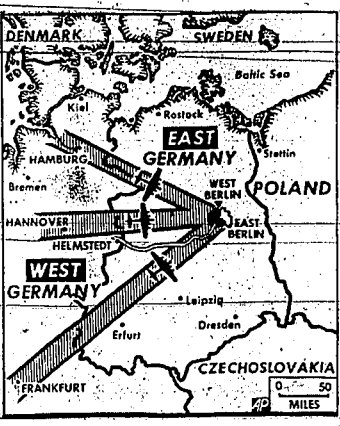 DENMARK
SWEDEN
Baltic Sea
Kiel
Rostock
EAST
GERMANY
Stettin
HAMBURG
Bremen
WEST
BERLIN
POLAND
HANNOVER
EAST
BERLIN
HELMSTEDT
WEST
GERMANY
Leipzig
Dresden
Erfurt
CZECHOSLOVAKIA
FRANKFURT
0 50
MILES
AP